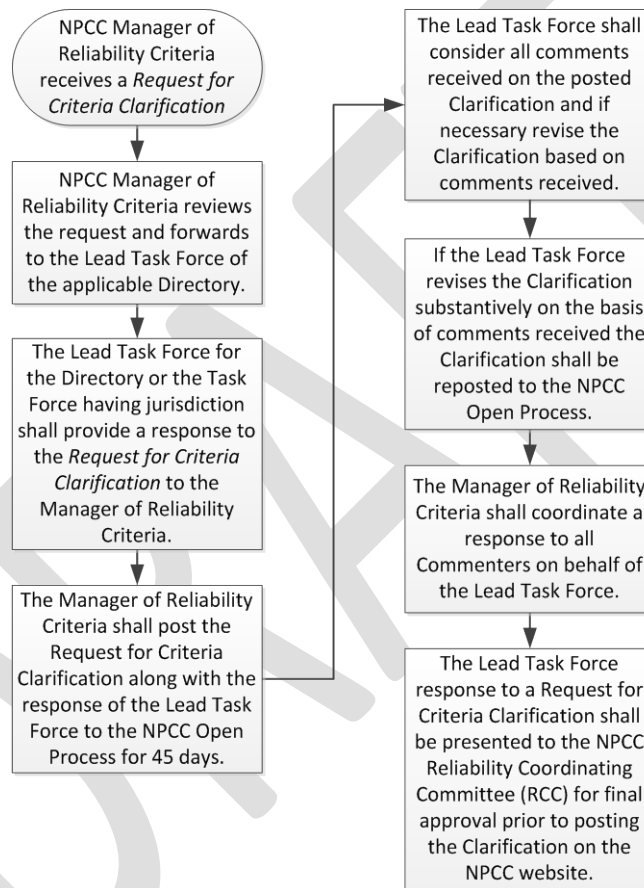 NPCC Manager of
Reliability Criteria
receives a Request for
Criteria Clarification
NPCC Manager of
Reliability Criteria reviews
the request and forwards
to the Lead Task Force of
the applicable Directory.
The Lead Task Force for
the Directory or the Task
Force having jurisdiction
shall provide a response to
the Request for Criteria
Clarification to the
Manager of Reliability
Criteria.
The Manager of Reliability
Criteria shall post the
Request for Criteria
Clarification along with the
response of the Lead Task
Force to the NPCC Open
Process for 45 days.
The Lead Task Force shall
consider all comments
received on the posted
Clarification and if
necessary revise the
Clarification based on
comments received.
If the Lead Task Force
revises the Clarification
substantively on the basis
of comments received the
Clarification shall be
reposted to the NPCC
Open Process.
The Manager of Reliability
Criteria shall coordinate a
response to all
Commenters on behalf of
the Lead Task Force.
The Lead Task Force
response to a Request for
Criteria Clarification shall
be presented to the NPCC
Reliability Coordinating
Committee (RCC) for final
approval prior to posting
the Clarification on the
NPCC website.